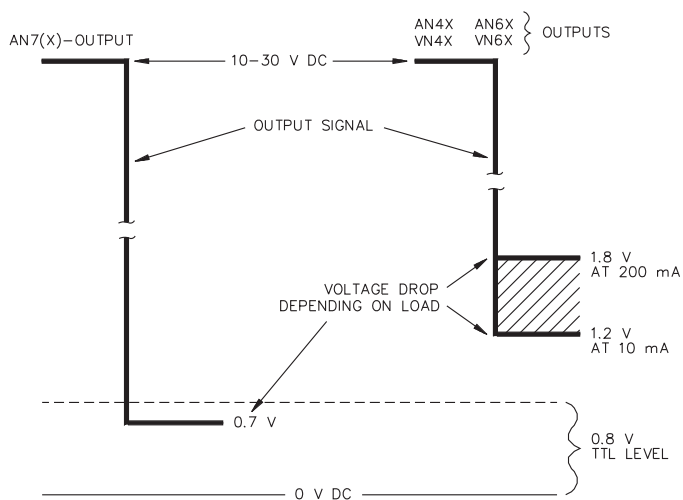 AN7(X)-OUTPUT
AN4X AN6X
VN4X VN6X
OUTPUTS
10-30 V DC
OUTPUT SIGNAL
1.8 V
AT 200 mA
VOLTAGE DROP
DEPENDING ON LOAD
1.2 V
AT 10 mA
0.7 V
0.8 V
TTL LEVEL
0 V DC